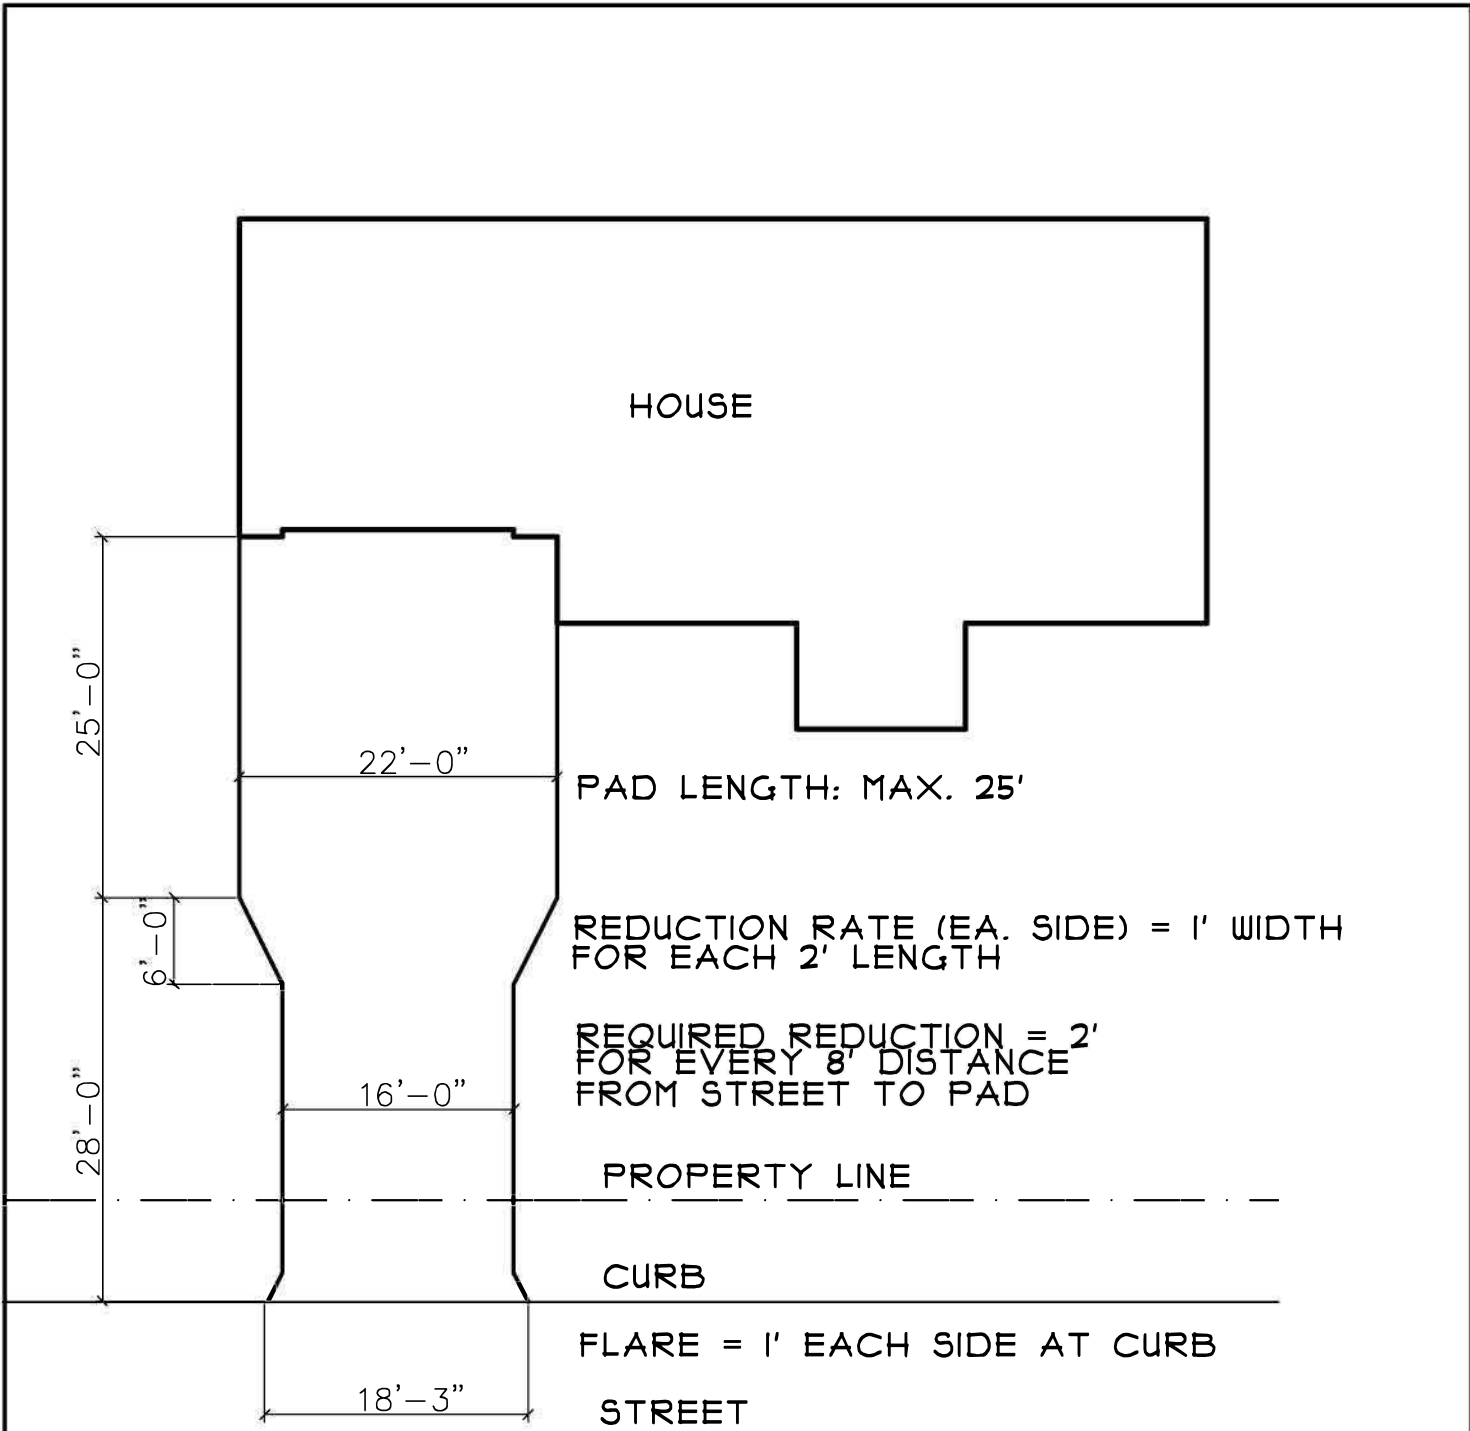 HOUSE
25'-0"
22'-0"
PAD LENGTH: MAX. 25'
6'-0"
REDUCTION RATE (EA. SIDE) = 1' WIDTH
FOR EACH 2' LENGTH
REQUIRED REDUCTION = 2'
FOR EVERY 8' DISTANCE
FROM STREET TO PAD
28'-0"
16'-0"
PROPERTY LINE
CURB
FLARE = 1' EACH SIDE AT CURB
18'-3"
STREET